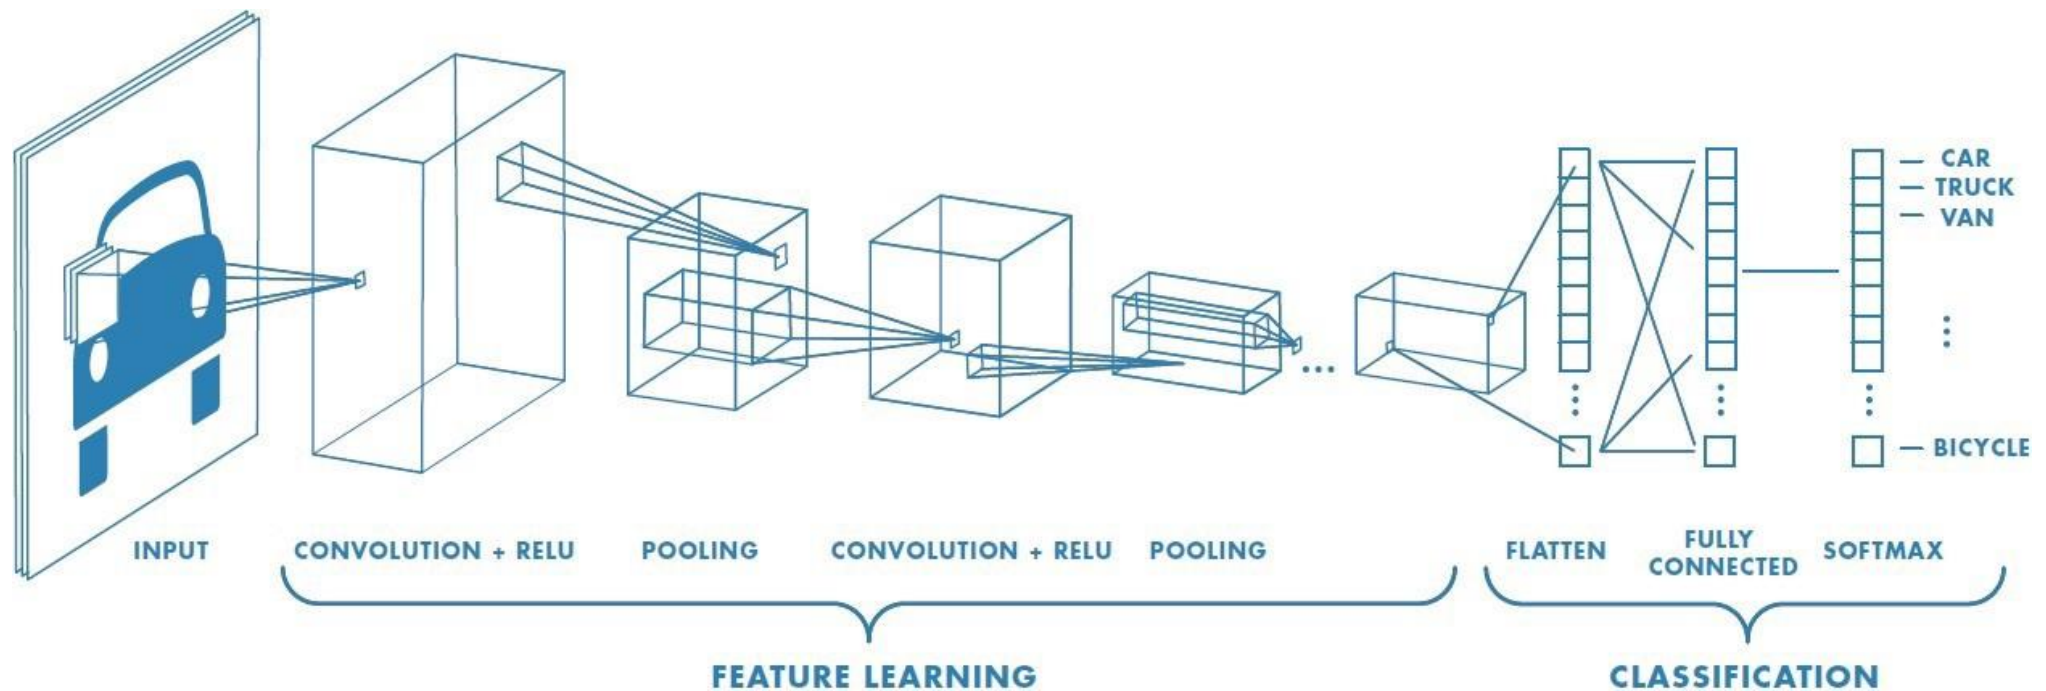 CAR
TRUCK
VAN
BICYCLE
INPUT
CONVOLUTION + RELU
POOLING
CONVOLUTION + RELU
POOLING
FLATTEN
FULLY
CONNECTED
SOFTMAX
FEATURE LEARNING
CLASSIFICATION